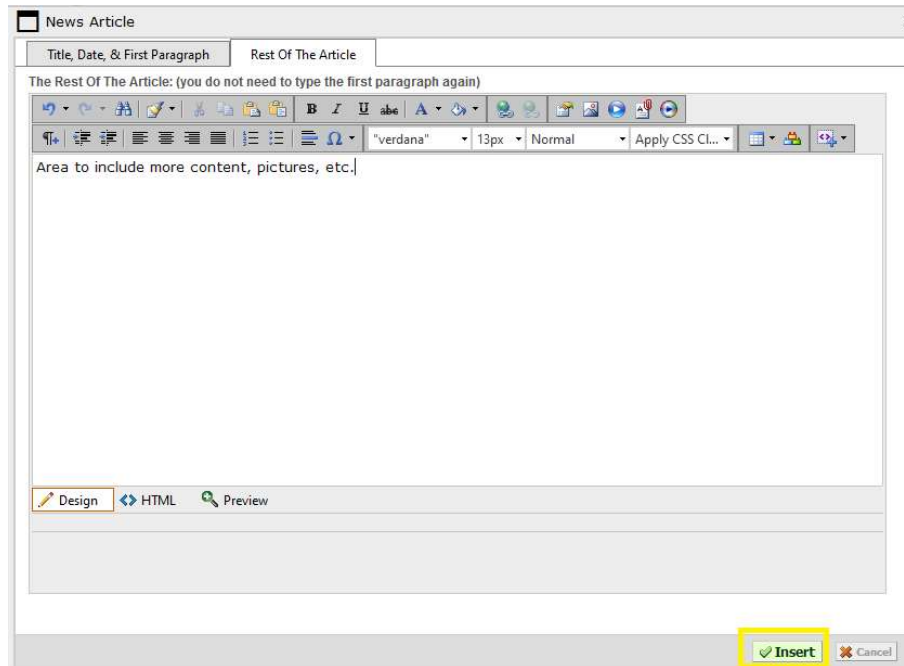 News Article
Title, Date, & First Paragraph Rest Of The Article
The Rest Of The Article: (you do not need to type the first paragraph again)
B I U abc A
Ω "verdana" 13px Normal Apply CSS Cl...
Area to include more content, pictures, etc.
Design HTML Preview
Insert Cancel